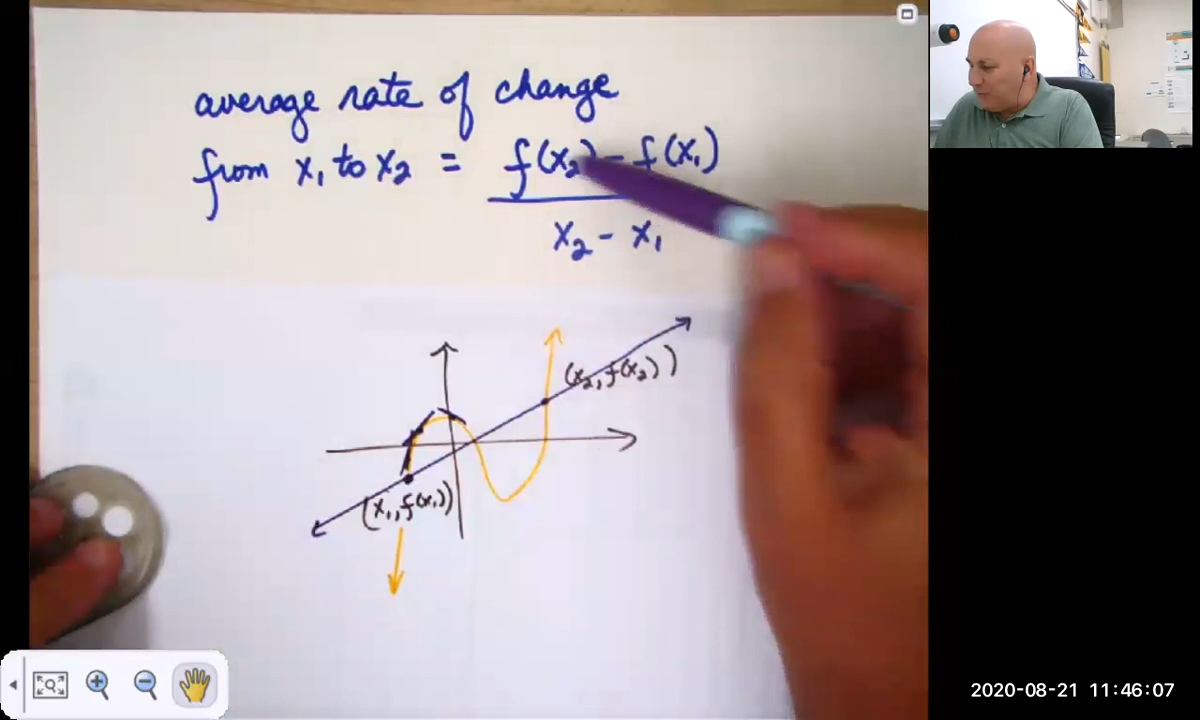 average rate of change
from x₁ to x₂ = f(x₂) - f(x₁)
x₂ - x₁
(x₂, f(x₂))
(x₁, f(x₁))
2020-08-21 11:46:07